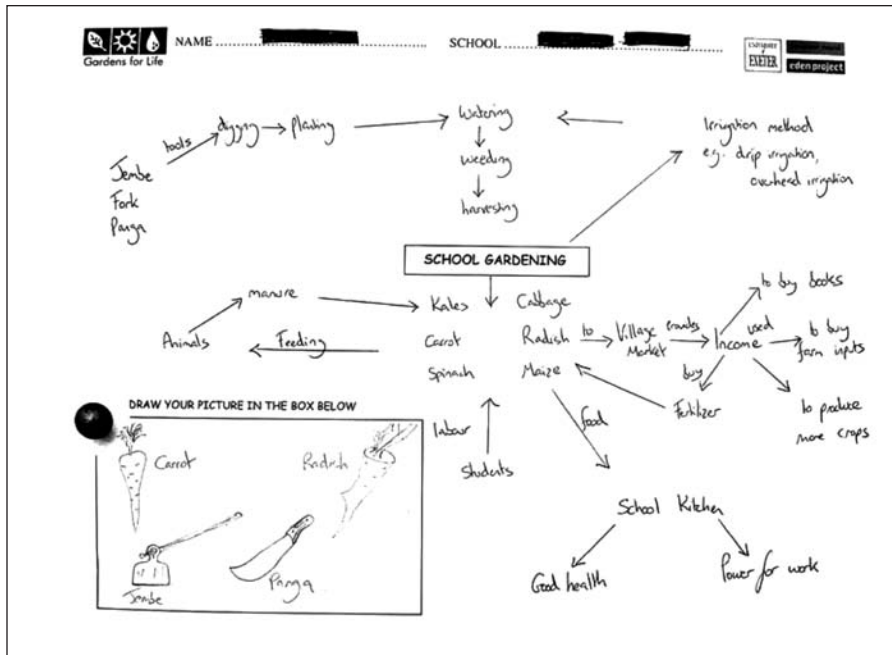 Gardens for Life
NAME
SCHOOL
UNIVERSITY
of
EXETER
eden project
tools
digging
planting
watering
weeding
harvesting
Jembe
Fork
Panga
Irrigation method
e.g. drip irrigation,
overhead irrigation
SCHOOL GARDENING
Animals
manure
Feeding
Kales
Carrot
Spinach
Cabbage
Radish
Maize
to
Village
Market
Income
used
to buy books
to buy
farm inputs
to produce
more crops
buy
Fertilizer
labour
Students
food
School Kitchen
Good health
Power for work
DRAW YOUR PICTURE IN THE BOX BELOW
Carrot
Radish
Jembe
Panga